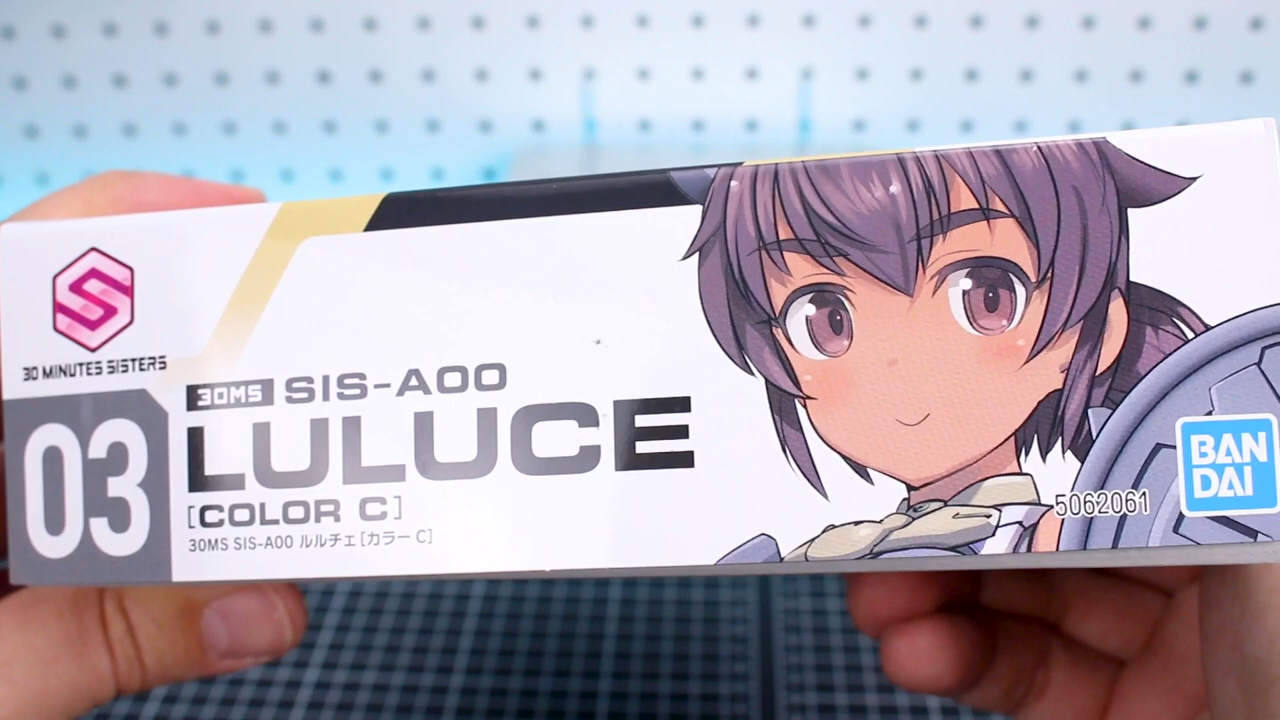 30 MINUTES SISTERS
03
30MS SIS-A00
LULUCE
[COLOR C]
30MS SIS-A00 ルルチェ[カラー C]
5062061
BAN
DAI